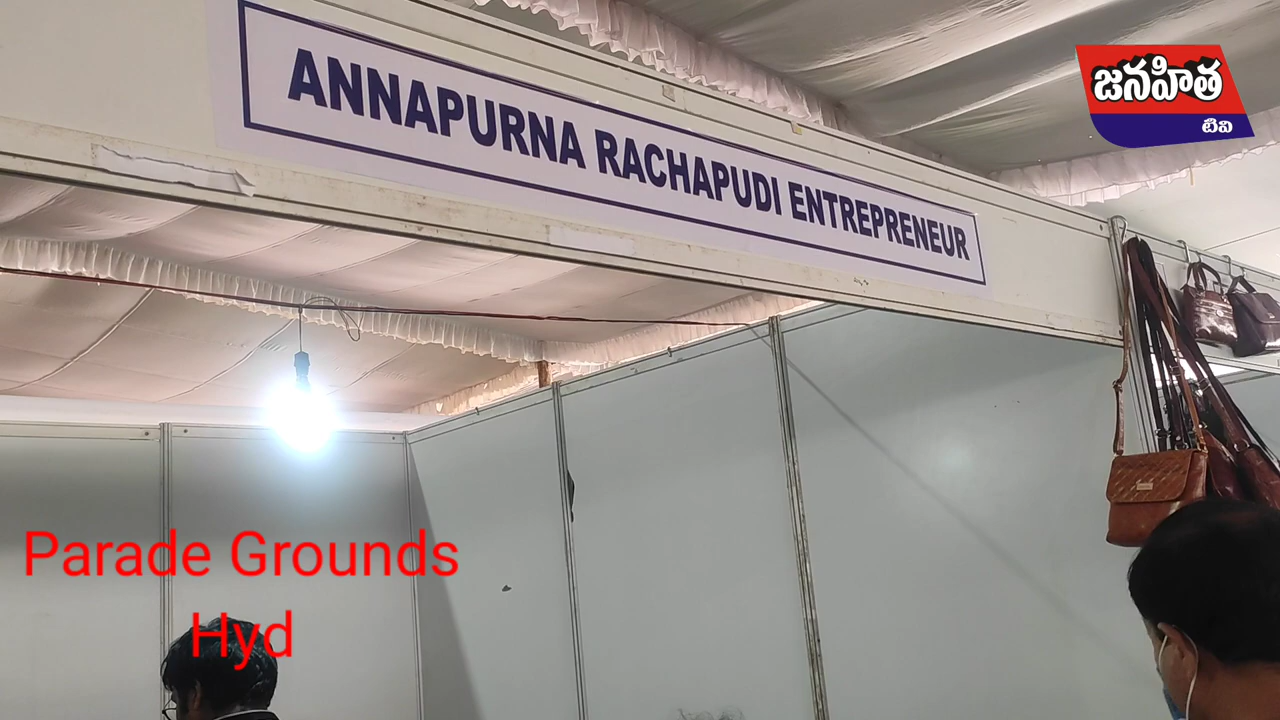 ANNAPURNA RACHAPUDI ENTREPRENEUR
జనహిత
టివి
Parade Grounds
Hyd